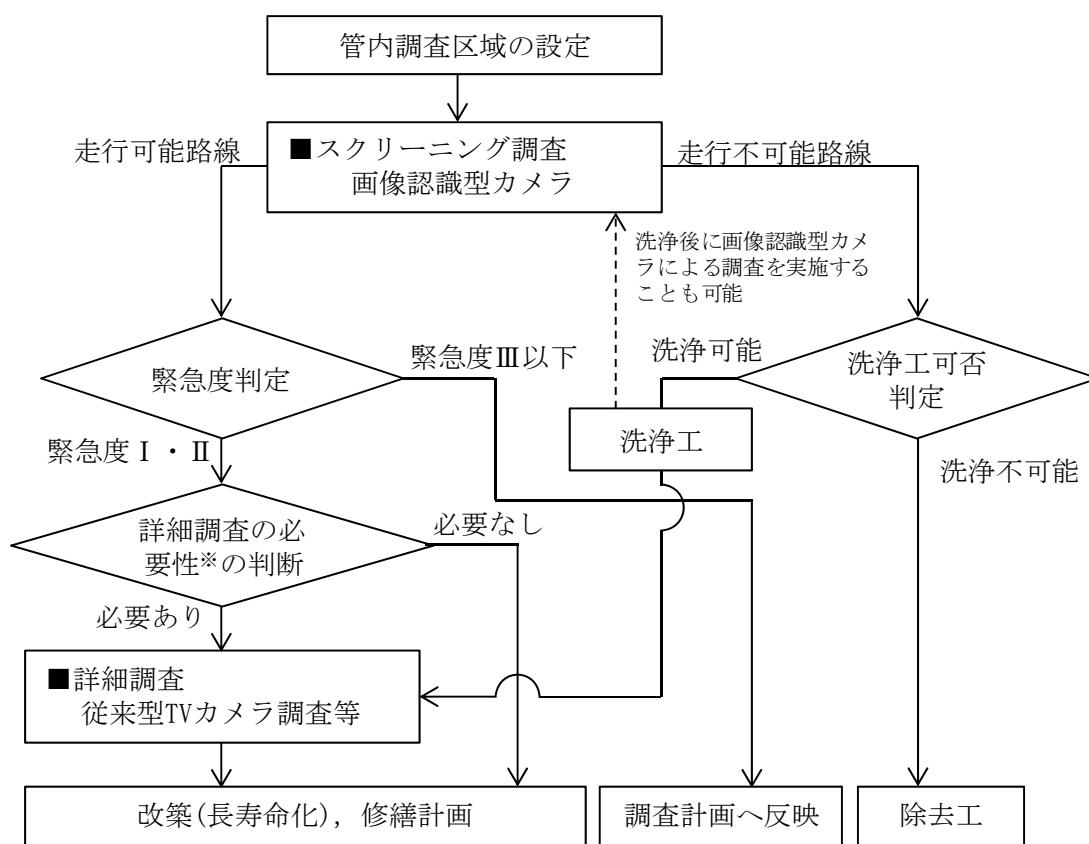 管内調査区域の設定
走行可能路線
■スクリーニング調査
画像認識型カメラ
走行不可能路線
洗浄後に画像認識型カメ
ラによる調査を実施する
ことも可能
緊急度判定
緊急度Ⅲ以下
洗浄可能
洗浄工可否
判定
洗浄工
緊急度Ⅰ・Ⅱ
洗浄不可能
詳細調査の必
要性※の判断
必要なし
必要あり
■詳細調査
従来型TVカメラ調査等
改築(長寿命化), 修繕計画
調査計画へ反映
除去工